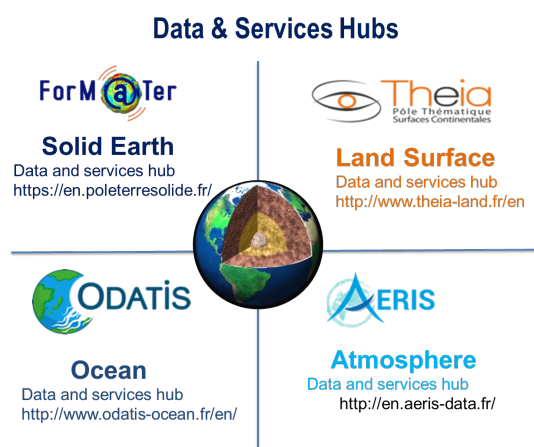 Data & Services Hubs
ForM@Ter
Solid Earth
Data and services hub
https://en.poleterresolide.fr/
Theia
Pôle Thématique
Surfaces Continentales
Land Surface
Data and services hub
http://www.theia-land.fr/en
ODATIS
Ocean
Data and services hub
http://www.odatis-ocean.fr/en/
AERIS
Atmosphere
Data and services hub
http://en.aeris-data.fr/